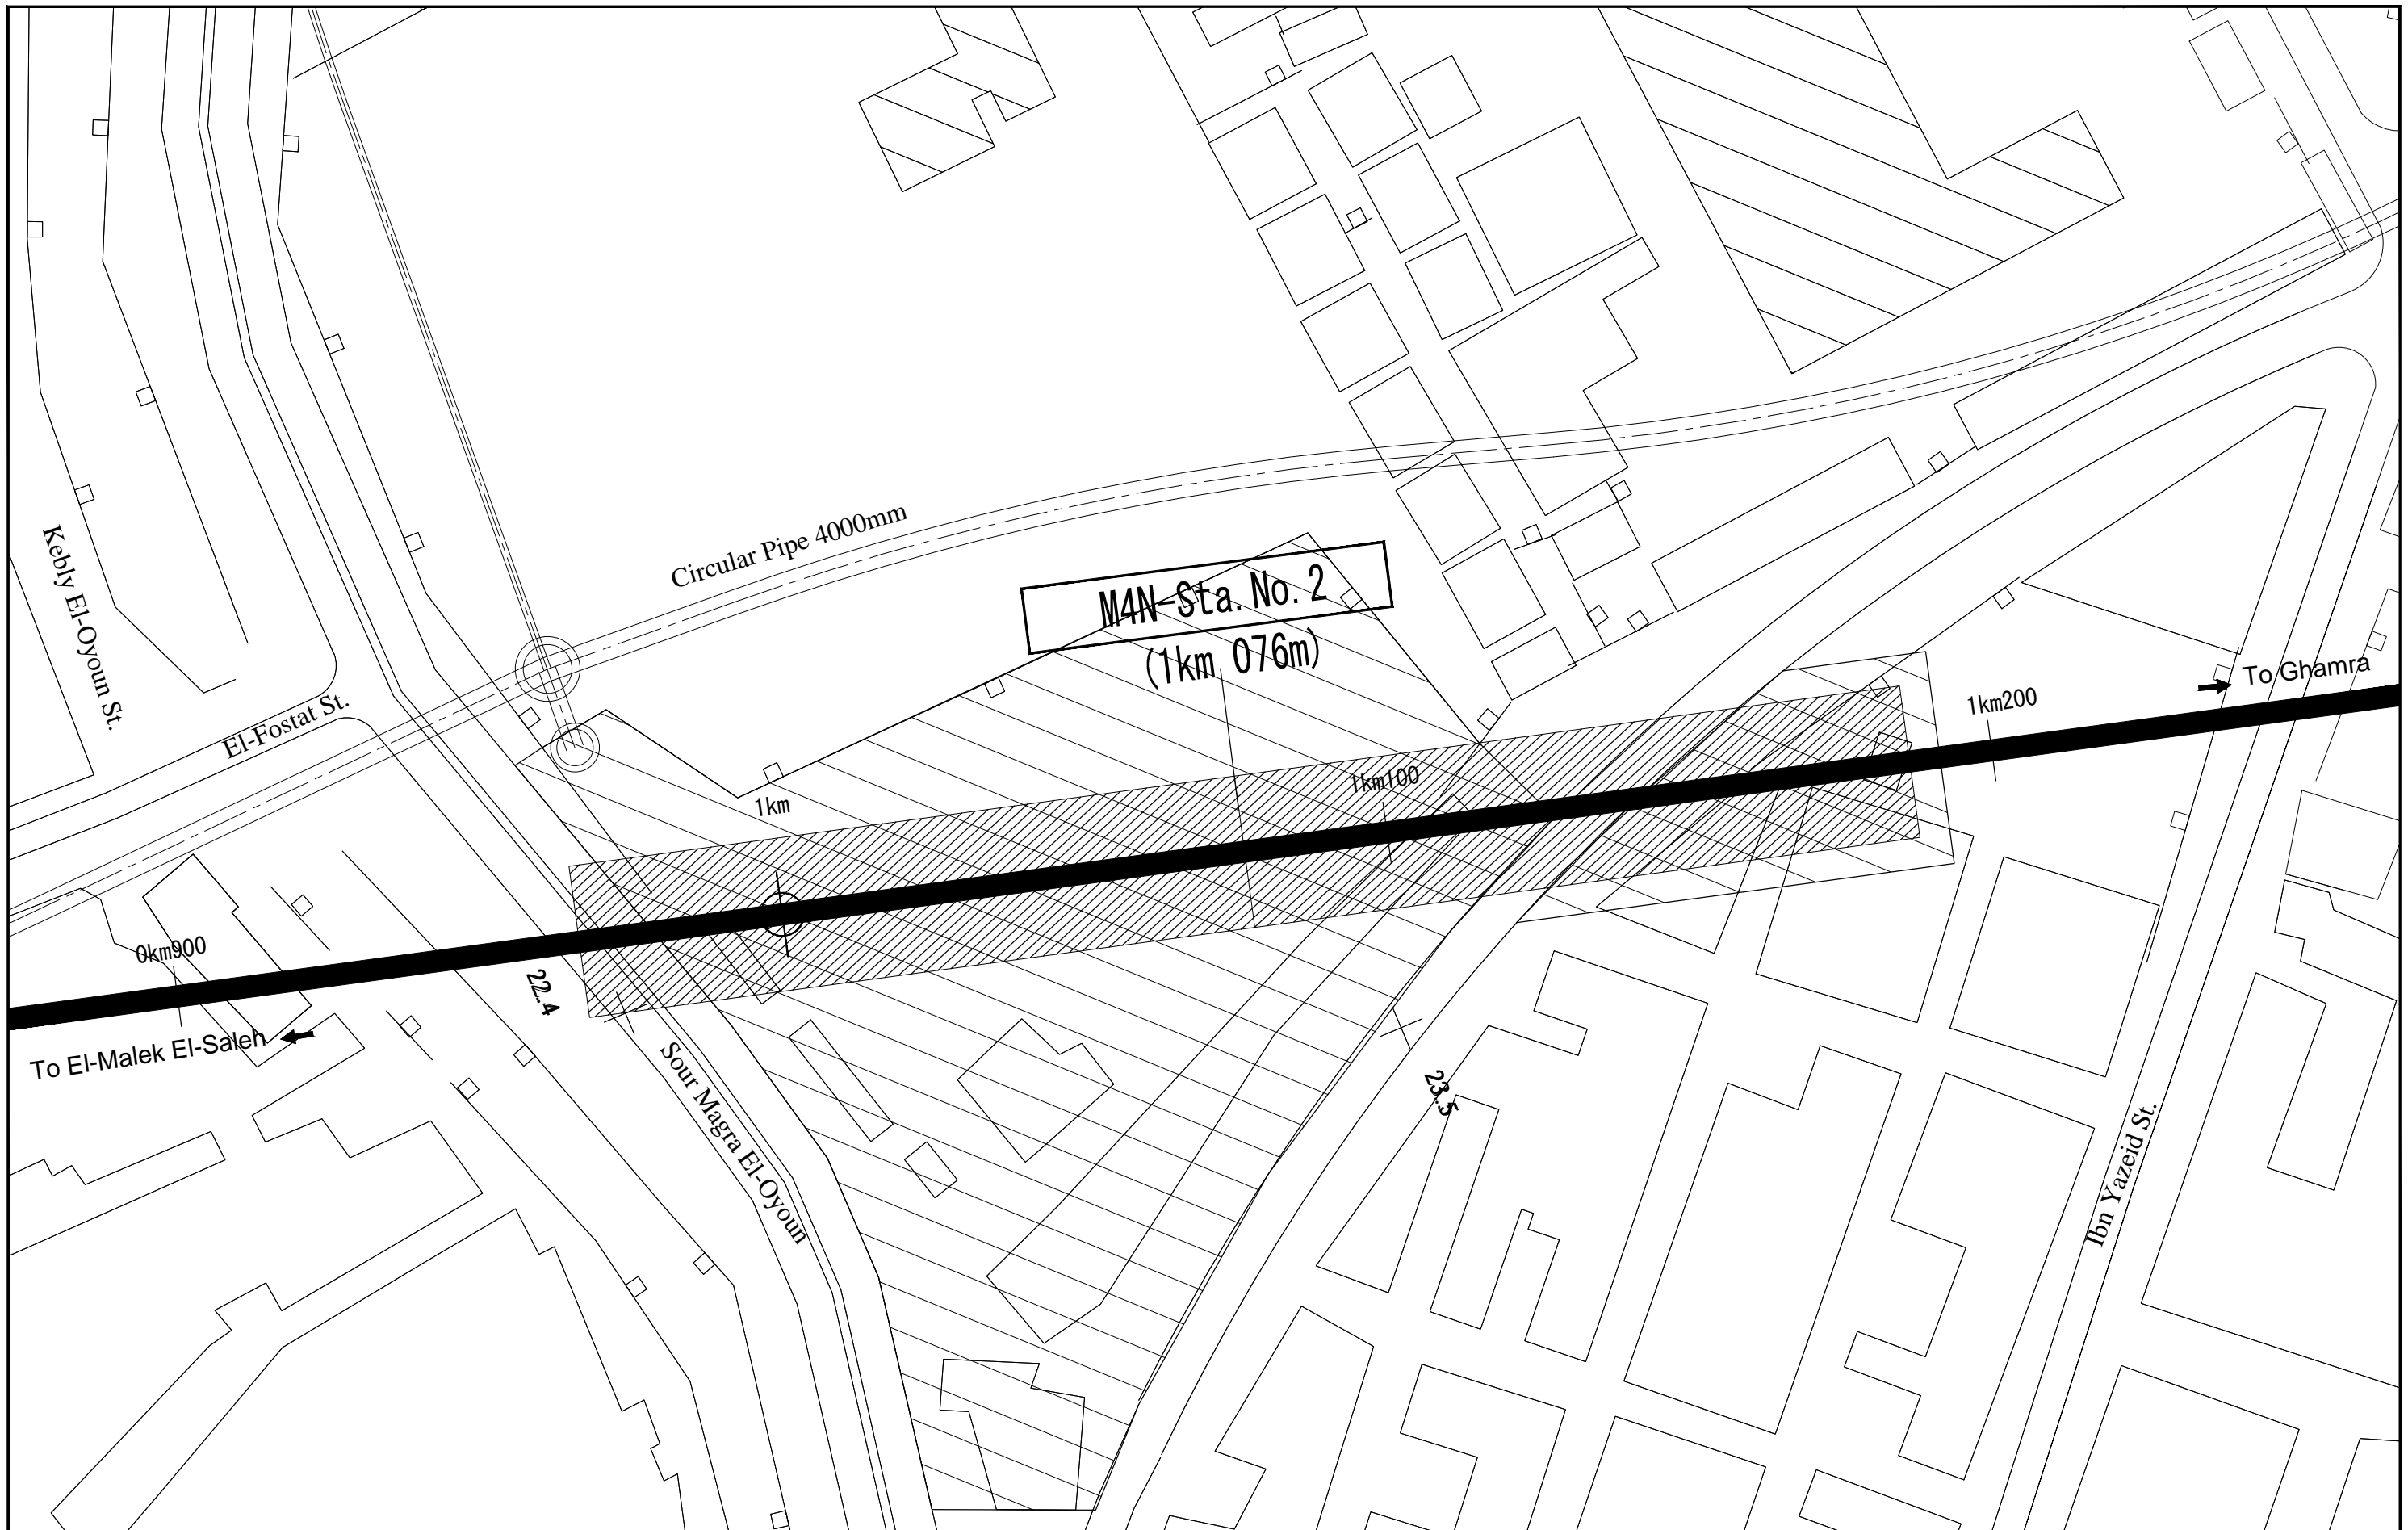 Circular Pipe 4000mm
Kebly El-Oyoun St.
M4N-Sta. No. 2
(1km 076m)
El-Fostat St.
To Ghamra
1km200
1km100
1km
0km900
22.4
To El-Malek El-Saleh
Sour Magra El-Oyoun
23.5
Ibn Yazeid St.